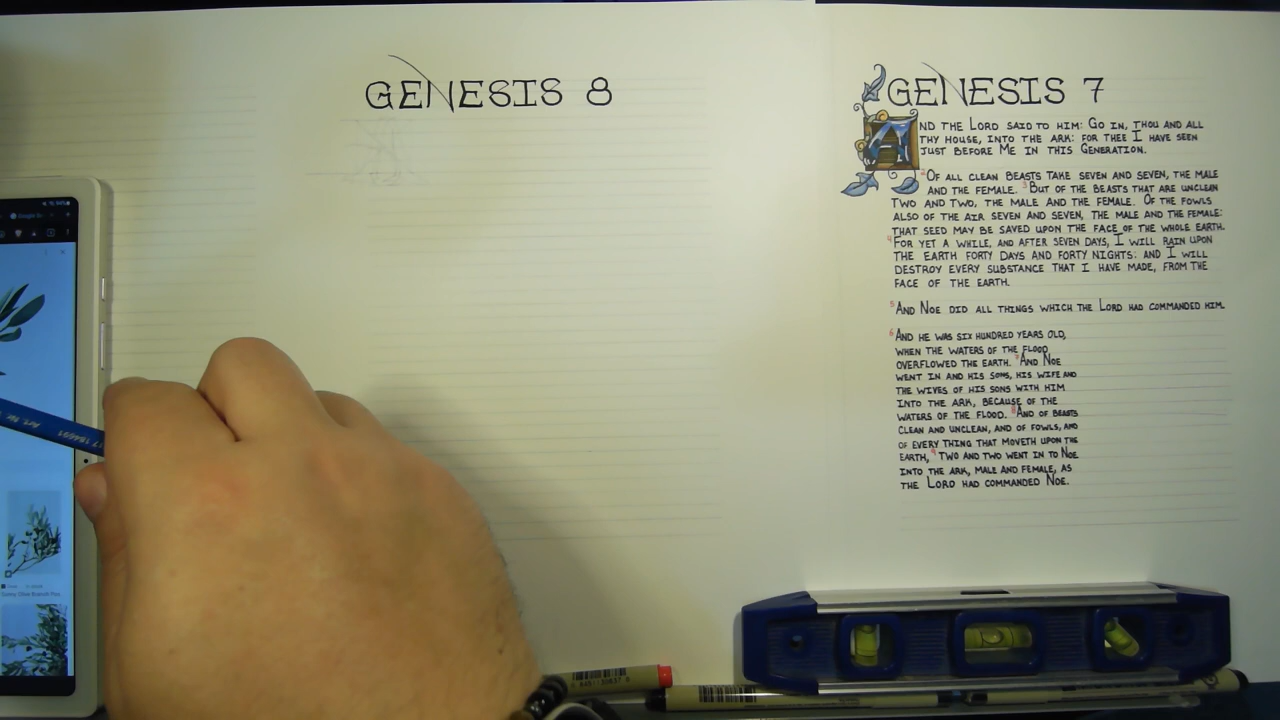 GENESIS 8
GENESIS 7
AND THE LORD SAID TO HIM: GO IN, THOU AND ALL
THY HOUSE, INTO THE ARK: FOR THEE I HAVE SEEN
JUST BEFORE ME IN THIS GENERATION.
2 OF ALL CLEAN BEASTS TAKE SEVEN AND SEVEN, THE MALE
AND THE FEMALE. 3 BUT OF THE BEASTS THAT ARE UNCLEAN
TWO AND TWO, THE MALE AND THE FEMALE. OF THE FOWLS
ALSO OF THE AIR SEVEN AND SEVEN, THE MALE AND THE FEMALE:
THAT SEED MAY BE SAVED UPON THE FACE OF THE WHOLE EARTH.
4 FOR YET A WHILE, AND AFTER SEVEN DAYS, I WILL RAIN UPON
THE EARTH FORTY DAYS AND FORTY NIGHTS: AND I WILL
DESTROY EVERY SUBSTANCE THAT I HAVE MADE, FROM THE
FACE OF THE EARTH.
5 AND NOE DID ALL THINGS WHICH THE LORD HAD COMMANDED HIM.
6 AND HE WAS SIX HUNDRED YEARS OLD,
WHEN THE WATERS OF THE FLOOD
OVERFLOWED THE EARTH. 7 AND NOE
WENT IN AND HIS SONS, HIS WIFE AND
THE WIVES OF HIS SONS WITH HIM
INTO THE ARK, BECAUSE OF THE
WATERS OF THE FLOOD. 8 AND OF BEASTS
CLEAN AND UNCLEAN, AND OF FOWLS, AND
OF EVERY THING THAT MOVETH UPON THE
EARTH, 9 TWO AND TWO WENT IN TO NOE
INTO THE ARK, MALE AND FEMALE, AS
THE LORD HAD COMMANDED NOE.